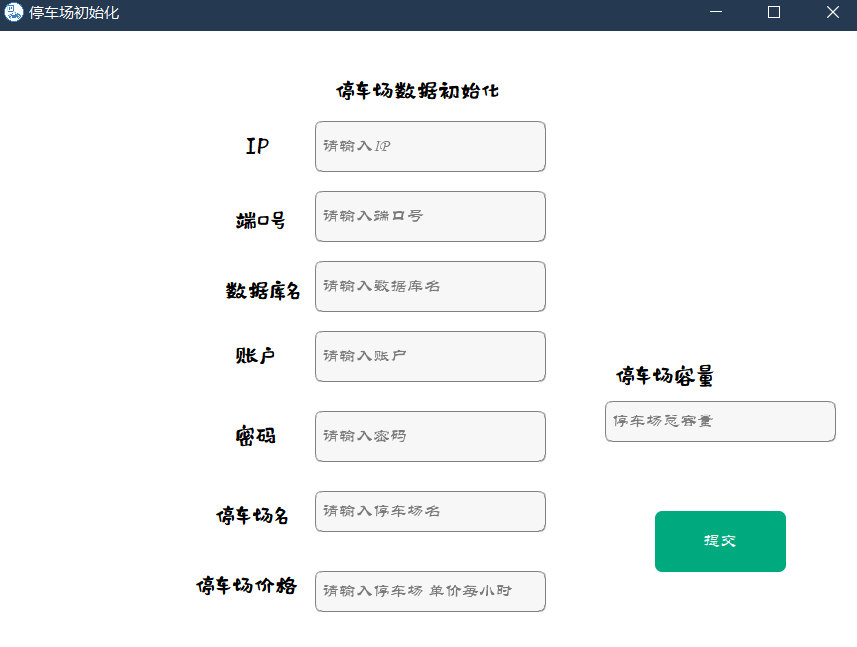 停车场初始化
停车场数据初始化
IP
请输入IP
端口号
请输入端口号
数据库名
请输入数据库名
账户
请输入账户
密码
请输入密码
停车场名
请输入停车场名
停车场价格
请输入停车场 单价每小时
停车场容量
停车场总容量
提交